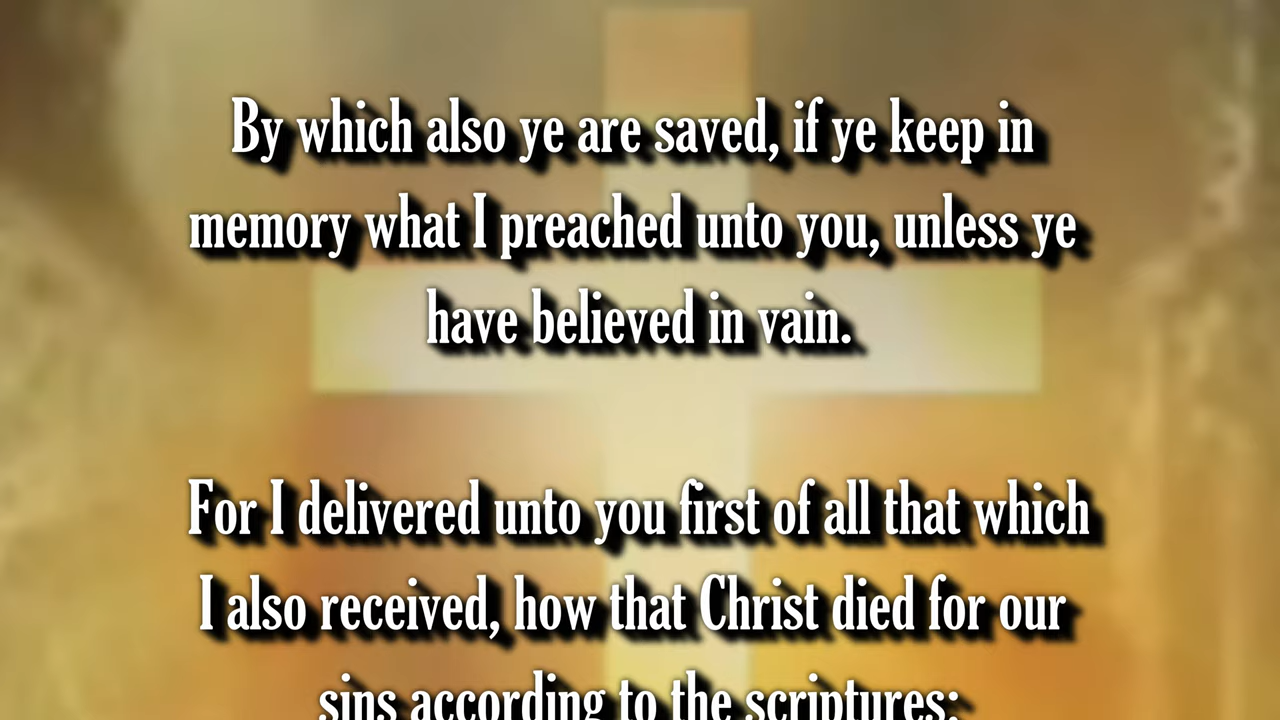 By which also ye are saved, if ye keep in
memory what I preached unto you, unless ye
have believed in vain.
For I delivered unto you first of all that which
I also received, how that Christ died for our
sins according to the scriptures;